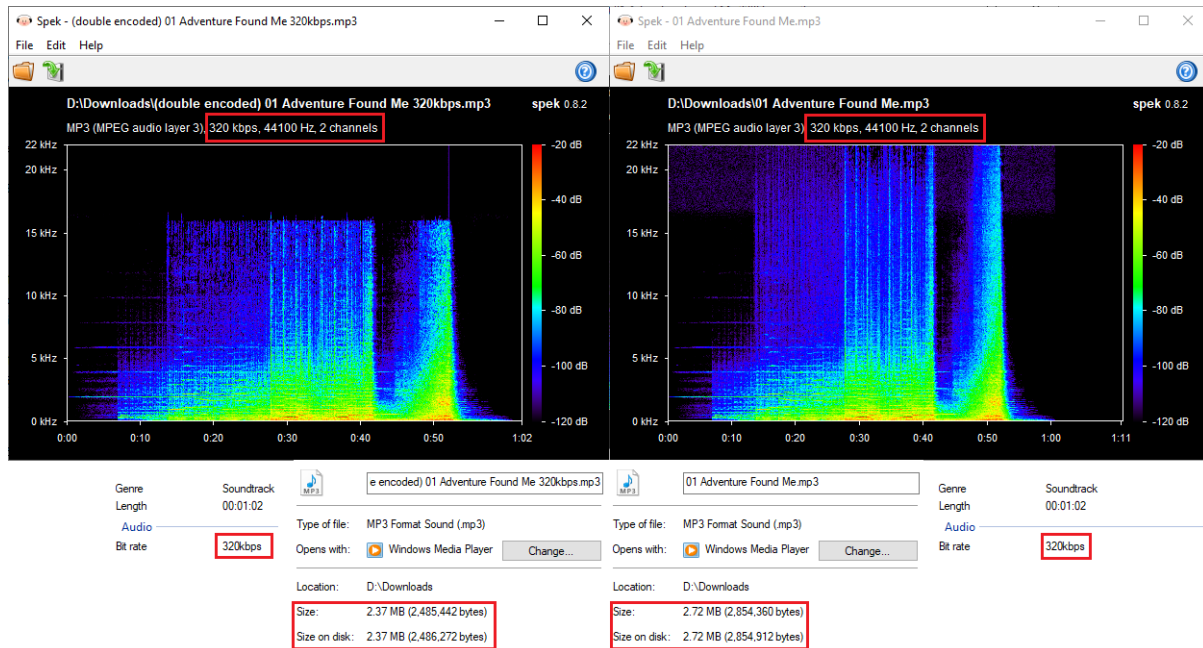 Spek - (double encoded) 01 Adventure Found Me 320kbps.mp3
File Edit Help
D:\Downloads\(double encoded) 01 Adventure Found Me 320kbps.mp3 spek 0.8.2
MP3 (MPEG audio layer 3), 320 kbps, 44100 Hz, 2 channels
22 kHz
20 kHz
15 kHz
10 kHz
5 kHz
0 kHz
0:00 0:10 0:20 0:30 0:40 0:50 1:02
-20 dB
-40 dB
-60 dB
-80 dB
-100 dB
-120 dB
Spek - 01 Adventure Found Me.mp3
File Edit Help
D:\Downloads\01 Adventure Found Me.mp3 spek 0.8.2
MP3 (MPEG audio layer 3), 320 kbps, 44100 Hz, 2 channels
22 kHz
20 kHz
15 kHz
10 kHz
5 kHz
0 kHz
0:00 0:10 0:20 0:30 0:40 0:50 1:00 1:11
-20 dB
-40 dB
-60 dB
-80 dB
-100 dB
-120 dB
Genre Soundtrack
Length 00:01:02
Audio
Bit rate 320kbps
MP3
e encoded) 01 Adventure Found Me 320kbps.mp3
Type of file: MP3 Format Sound (.mp3)
Opens with: Windows Media Player Change...
Location: D:\Downloads
Size: 2.37 MB (2,485,442 bytes)
Size on disk: 2.37 MB (2,486,272 bytes)
MP3
01 Adventure Found Me.mp3
Type of file: MP3 Format Sound (.mp3)
Opens with: Windows Media Player Change...
Location: D:\Downloads
Size: 2.72 MB (2,854,360 bytes)
Size on disk: 2.72 MB (2,854,912 bytes)
Genre Soundtrack
Length 00:01:02
Audio
Bit rate 320kbps